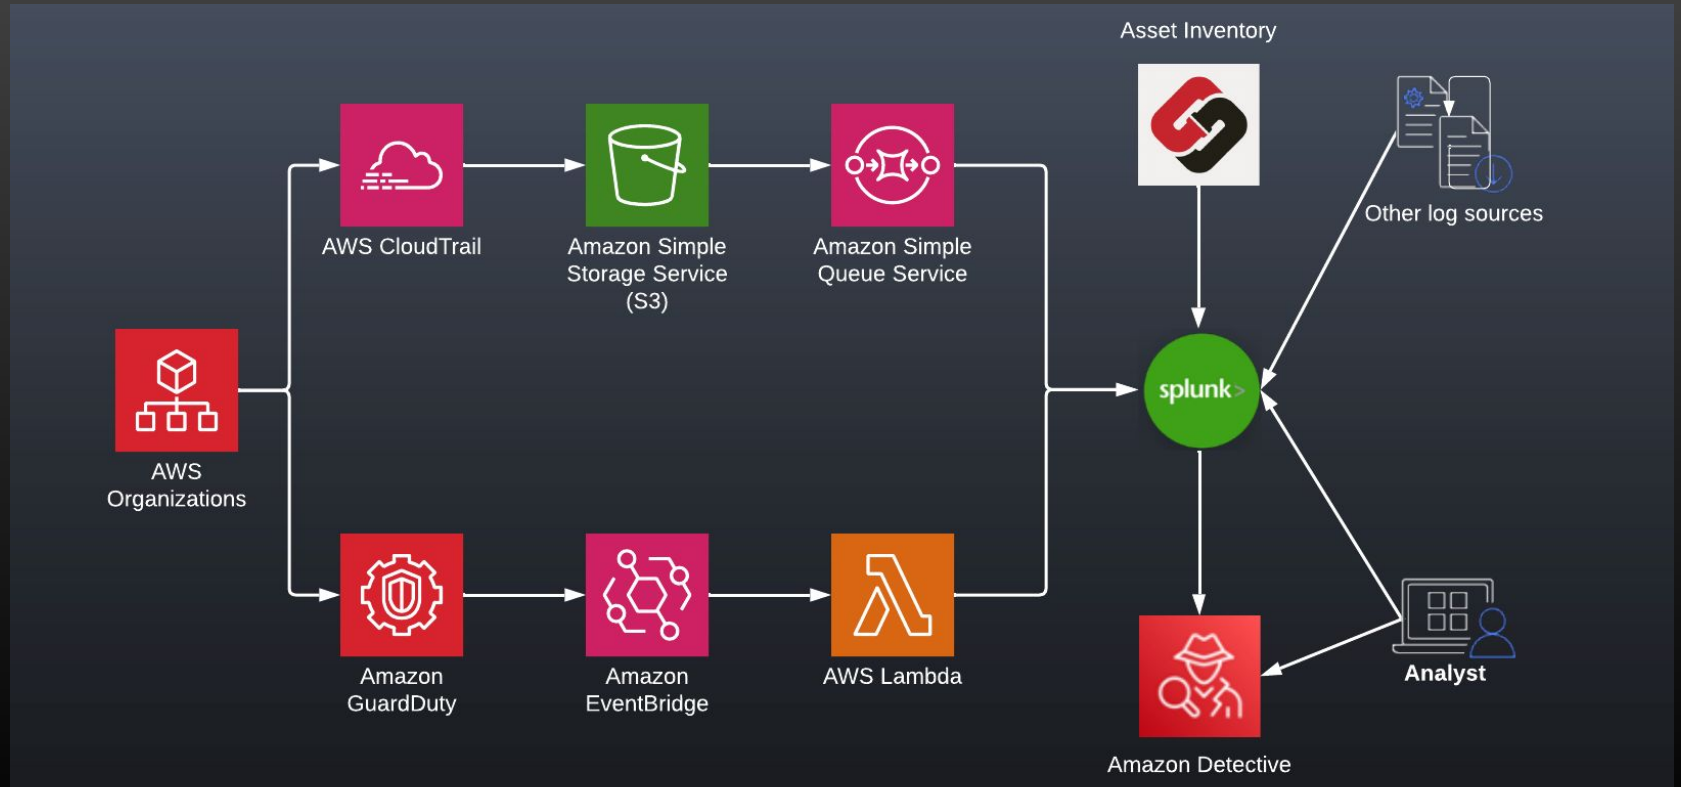 Asset Inventory
Other log sources
AWS CloudTrail
Amazon Simple
Storage Service
(S3)
Amazon Simple
Queue Service
AWS
Organizations
splunk>
Amazon
GuardDuty
Amazon
EventBridge
AWS Lambda
Analyst
Amazon Detective